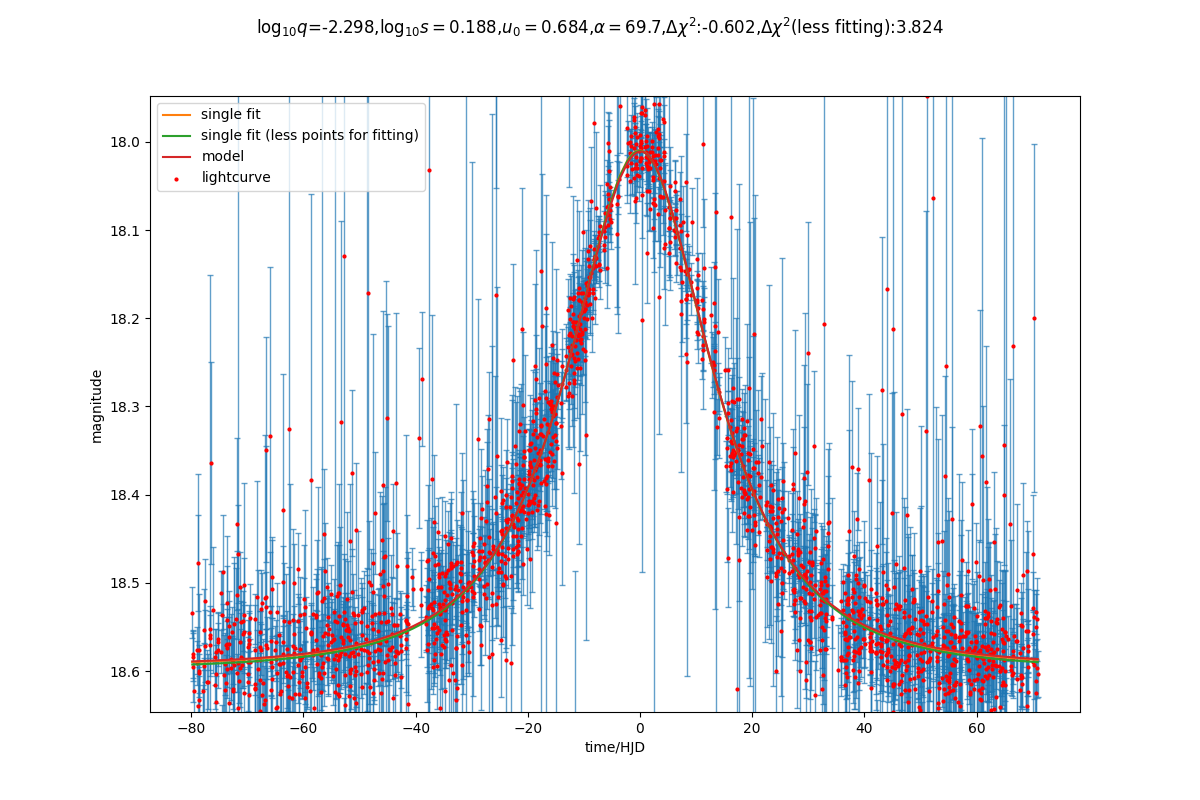 log₁₀q=-2.298,log₁₀s = 0.188,u₀ = 0.684,α = 69.7,Δχ²:-0.602,Δχ²(less fitting):3.824
single fit
single fit (less points for fitting)
model
lightcurve
magnitude
18.0
18.1
18.2
18.3
18.4
18.5
18.6
−80 −60 −40 −20 0 20 40 60
time/HJD